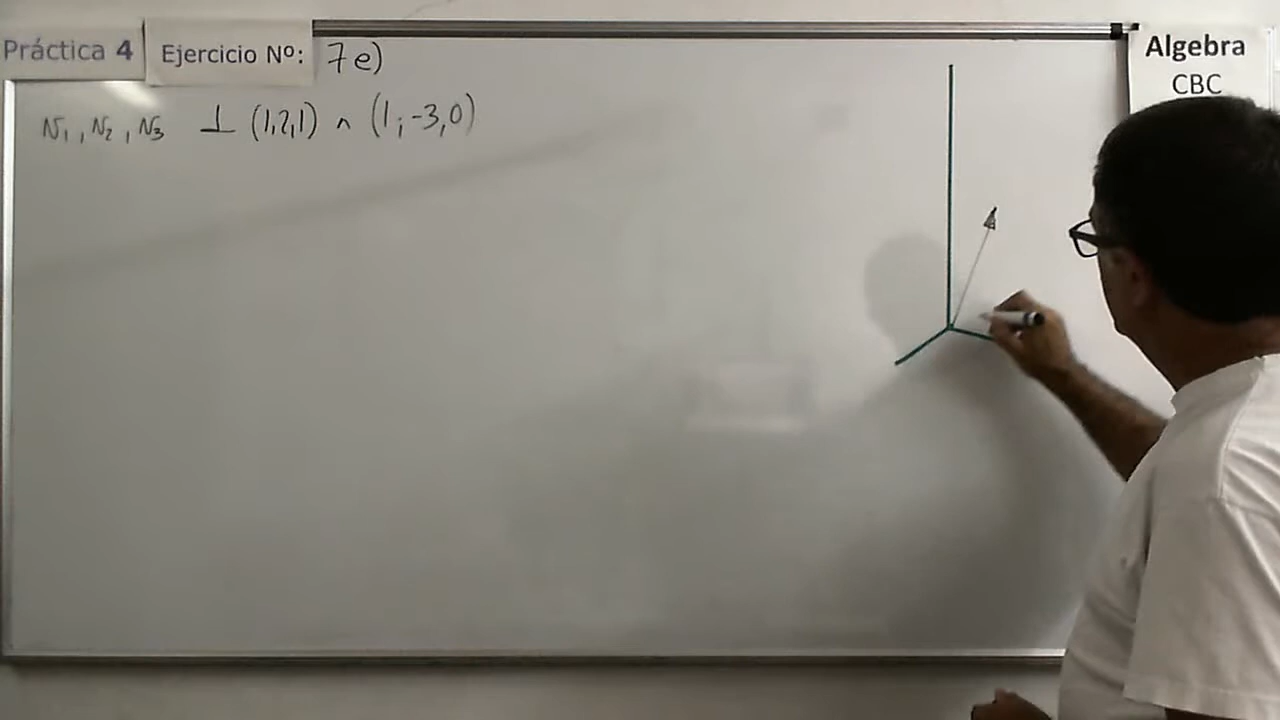 Práctica 4
Ejercicio Nº: 7e)
Algebra
CBC
N₁, N₂, N₃ ⊥ (1,2,1) ∧ (1;-3,0)